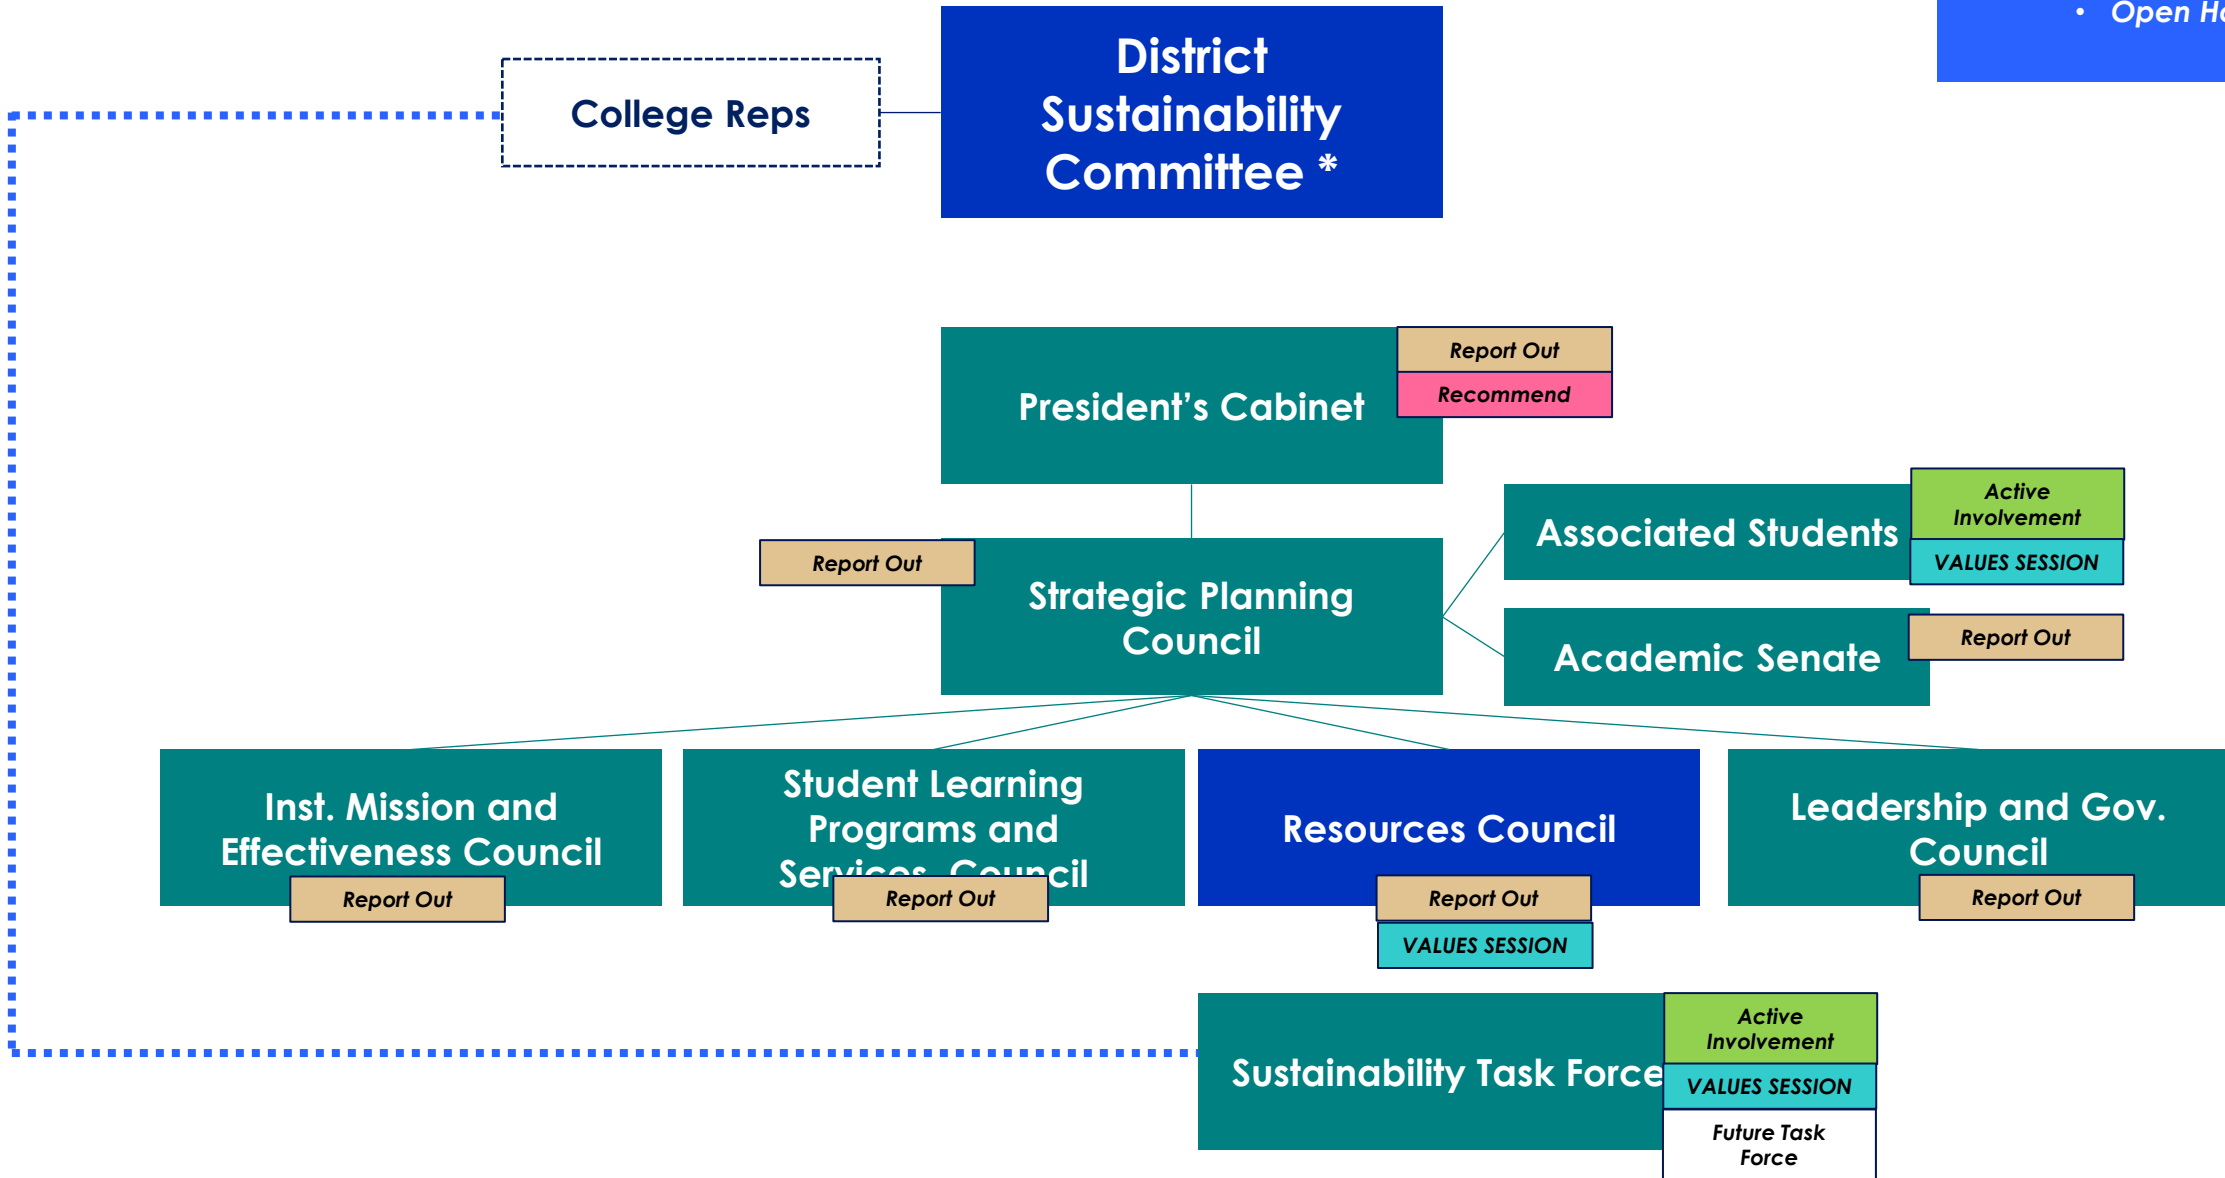 • Open
District
Sustainability
Committee *
College Reps
President’s Cabinet
Report Out
Recommend
Associated Students
Active
Involvement
VALUES SESSION
Report Out
Strategic Planning
Council
Academic Senate
Report Out
Inst. Mission and
Effectiveness Council
Report Out
Student Learning
Programs and
Services Council
Report Out
Resources Council
Report Out
VALUES SESSION
Leadership and Gov.
Council
Report Out
Sustainability Task Force
Active
Involvement
VALUES SESSION
Future Task
Force